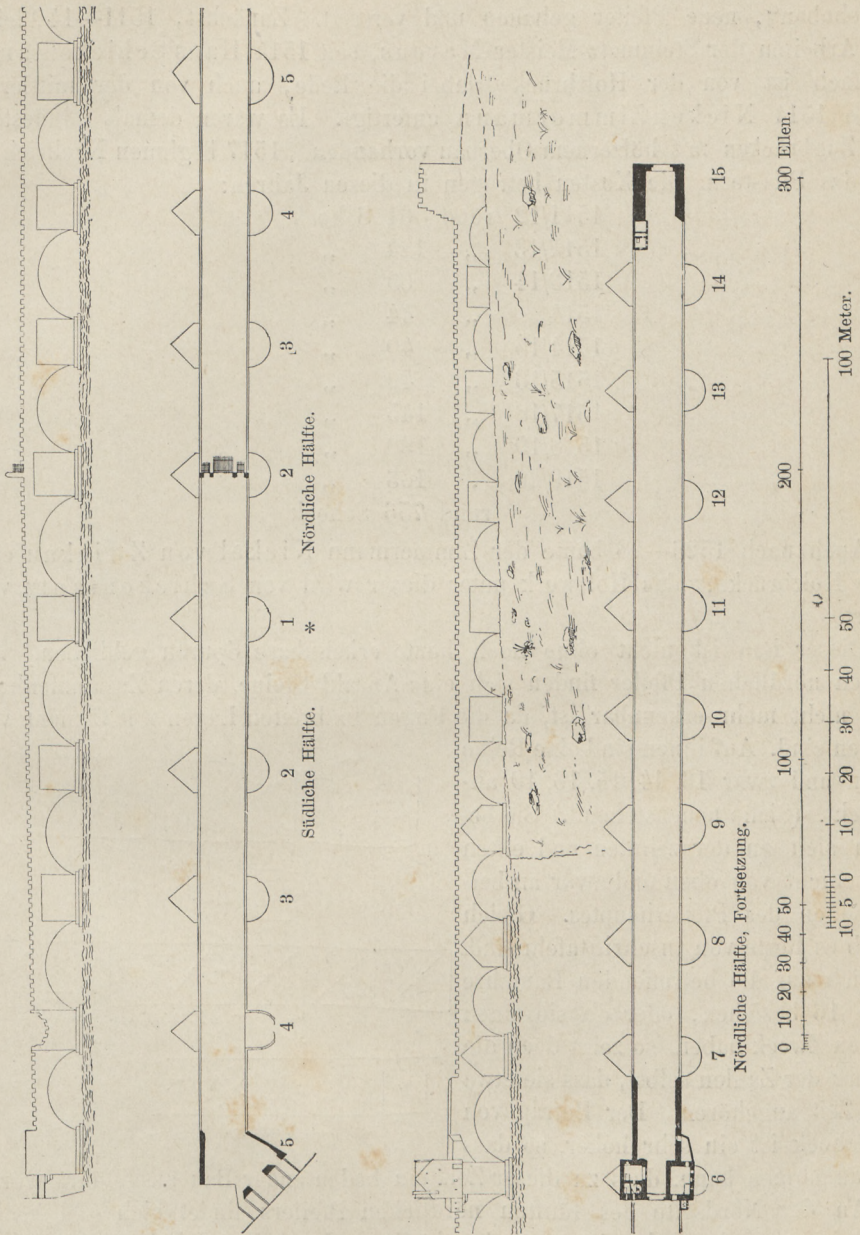 5 4 3 2 1 2 3 4 5
Südliche Hälfte. * Nördliche Hälfte.
6 7 8 9 10 11 12 13 14 15
Nördliche Hälfte, Fortsetzung.
0 10 20 30 40 50 100 200 300 Ellen.
10 5 0 10 20 30 40 50 100 Meter.